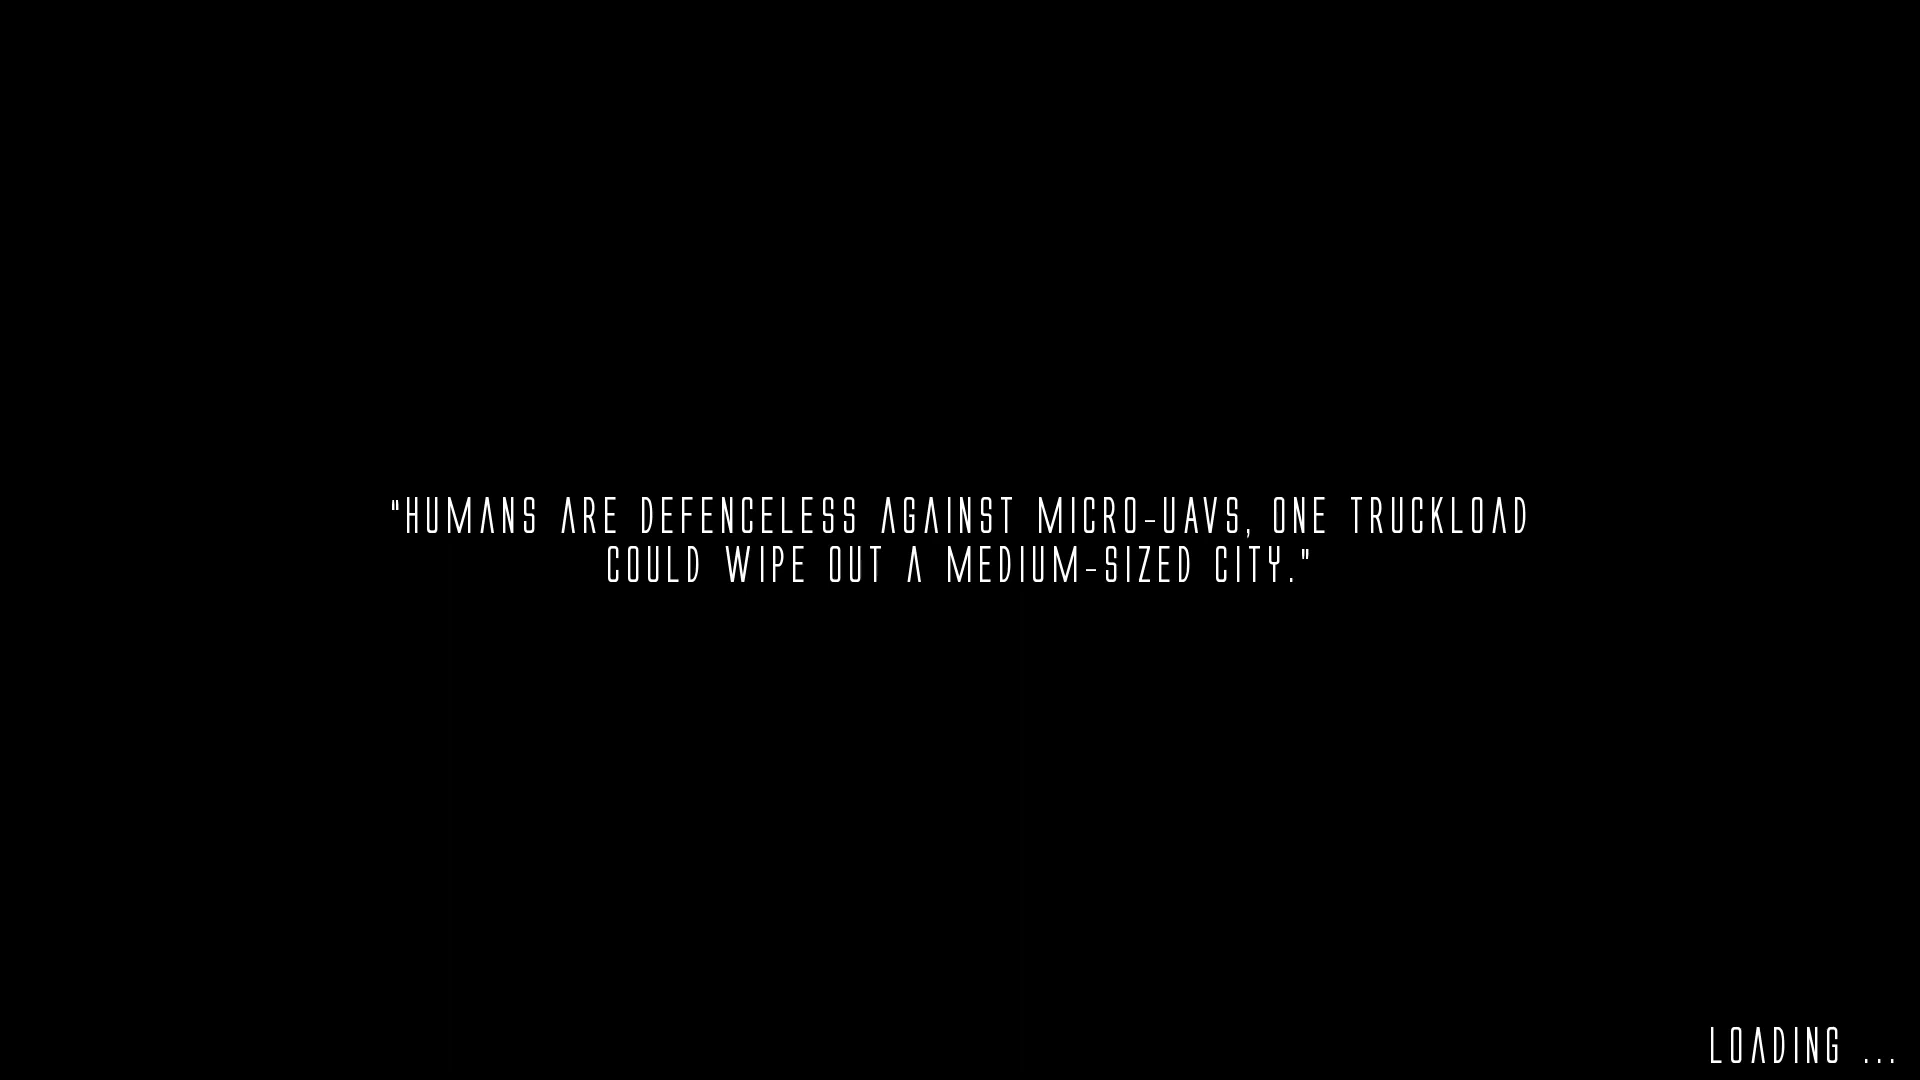 "HUMANS ARE DEFENCELESS AGAINST MICRO-UAVS, ONE TRUCKLOAD
COULD WIPE OUT A MEDIUM-SIZED CITY."
LOADING ...